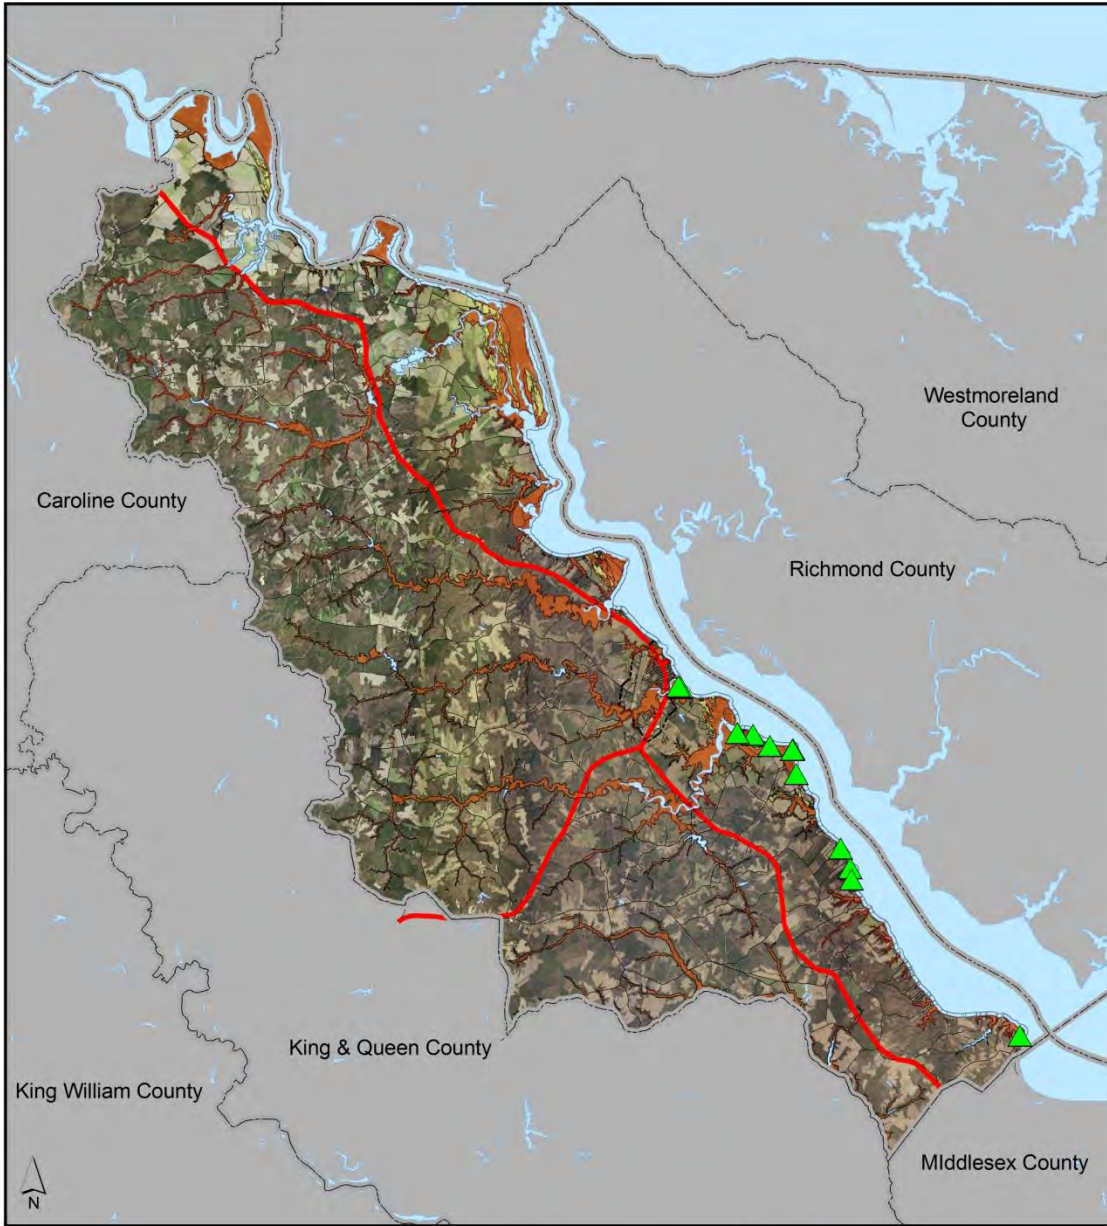 Westmoreland
County
Caroline County
Richmond County
King & Queen County
King William County
MIddlesex County
N